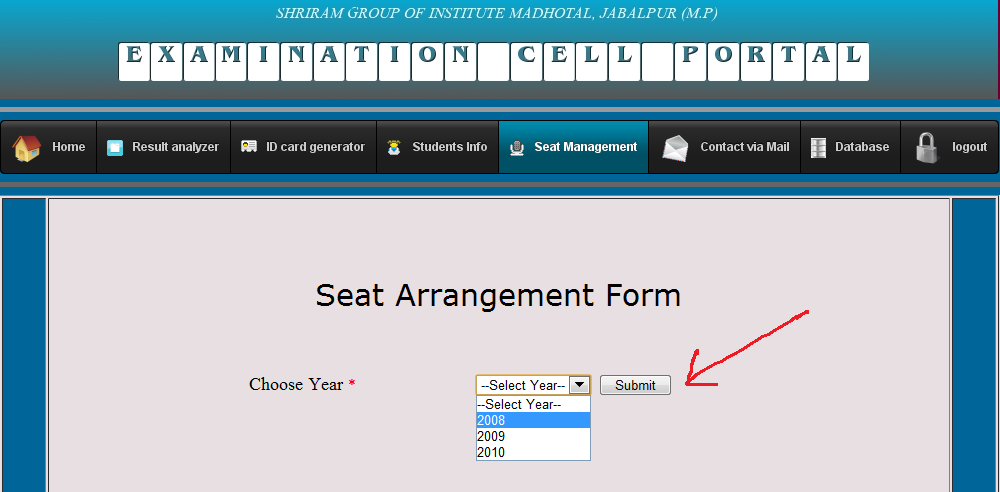 SHRIRAM GROUP OF INSTITUTE MADHOTAL, JABALPUR (M.P)
EXAMINATION CELL PORTAL
Home Result analyzer ID card generator Students Info Seat Management Contact via Mail Database logout
Seat Arrangement Form
Choose Year * --Select Year-- Submit
--Select Year--
2008
2009
2010